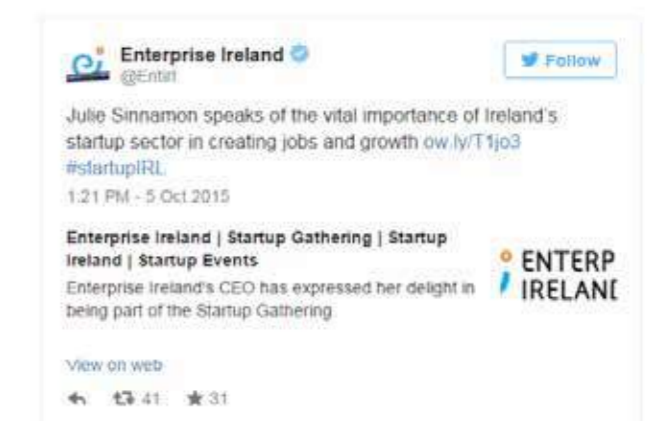 Enterprise Ireland
Follow
@EntIrl
Julie Sinnamon speaks of the vital importance of Ireland's
startup sector in creating jobs and growth ow.ly/T1jo3
#startupIRL
1:21 PM - 5 Oct 2015
Enterprise Ireland | Startup Gathering | Startup
Ireland | Startup Events
Enterprise Ireland's CEO has expressed her delight in
being part of the Startup Gathering
ENTERP
IRELAND
View on web
41 31